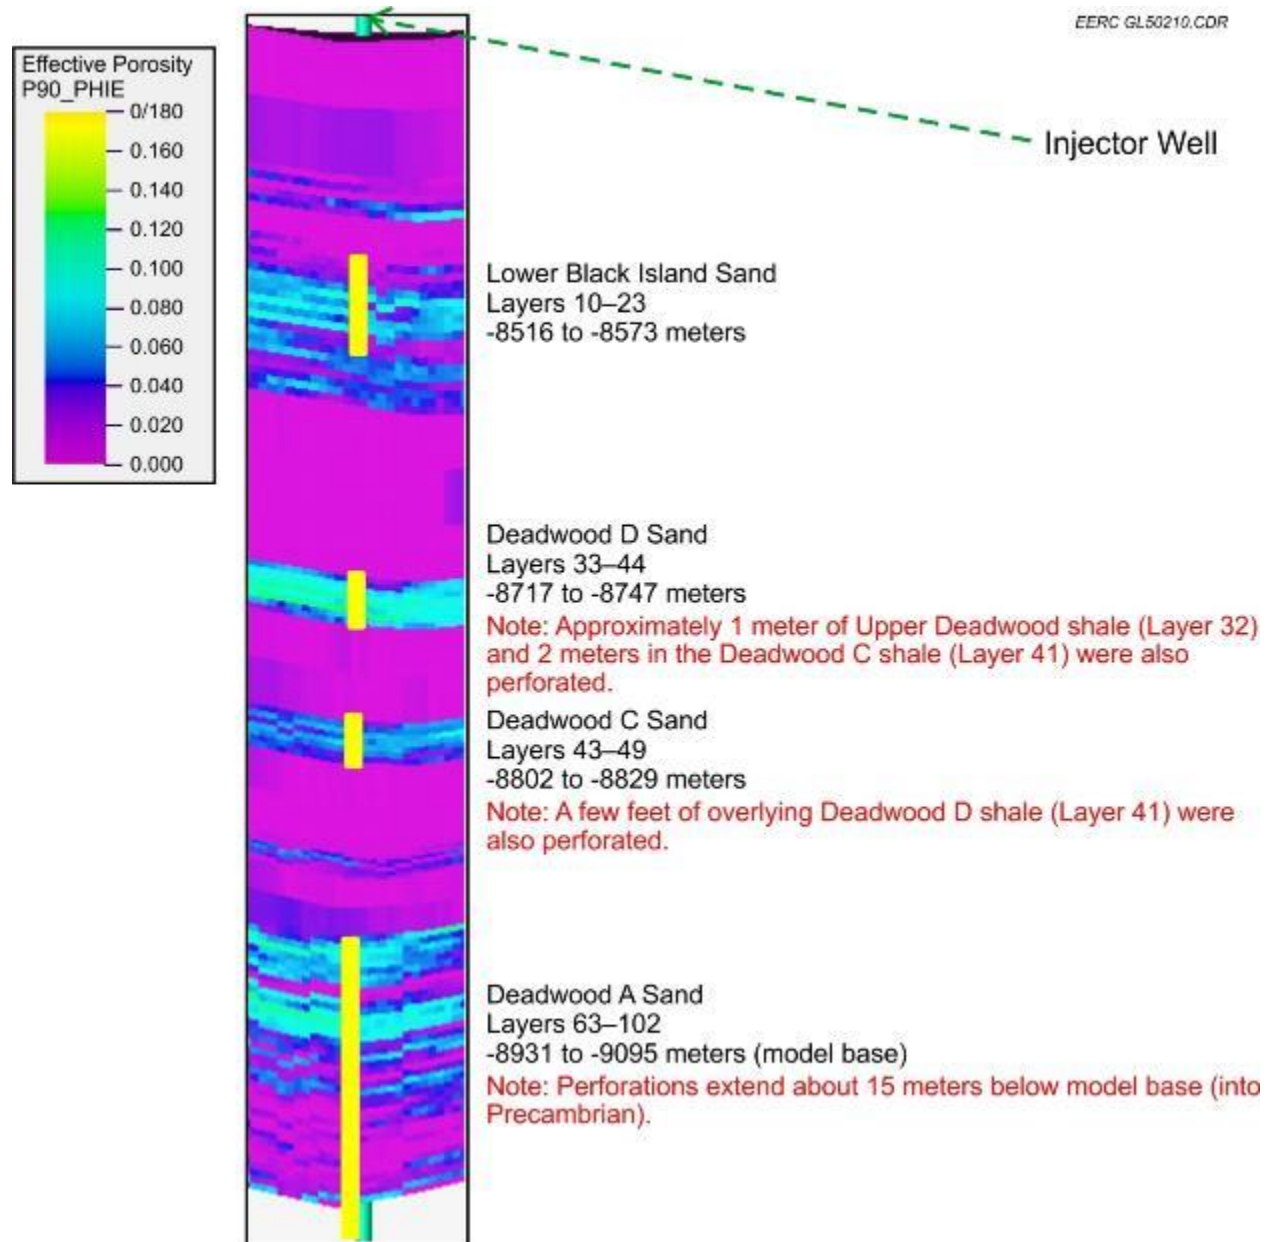 EERC GL50210.CDR
Effective Porosity
P90_PHIE
0/180
0.160
0.140
0.120
0.100
0.080
0.060
0.040
0.020
0.000
Injector Well
Lower Black Island Sand
Layers 10–23
-8516 to -8573 meters
Deadwood D Sand
Layers 33–44
-8717 to -8747 meters
Note: Approximately 1 meter of Upper Deadwood shale (Layer 32)
and 2 meters in the Deadwood C shale (Layer 41) were also
perforated.
Deadwood C Sand
Layers 43–49
-8802 to -8829 meters
Note: A few feet of overlying Deadwood D shale (Layer 41) were
also perforated.
Deadwood A Sand
Layers 63–102
-8931 to -9095 meters (model base)
Note: Perforations extend about 15 meters below model base (into
Precambrian).